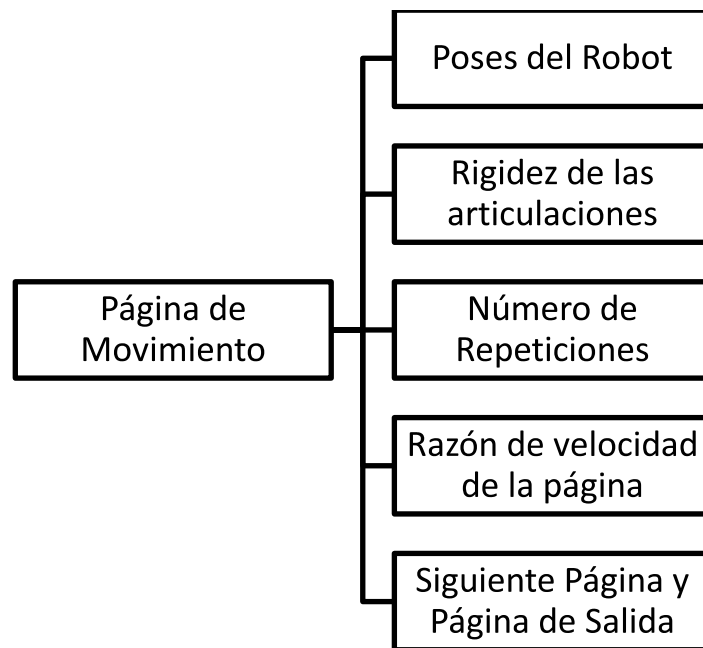 Poses del Robot
Rigidez de las
articulaciones
Página de
Movimiento
Número de
Repeticiones
Razón de velocidad
de la página
Siguiente Página y
Página de Salida